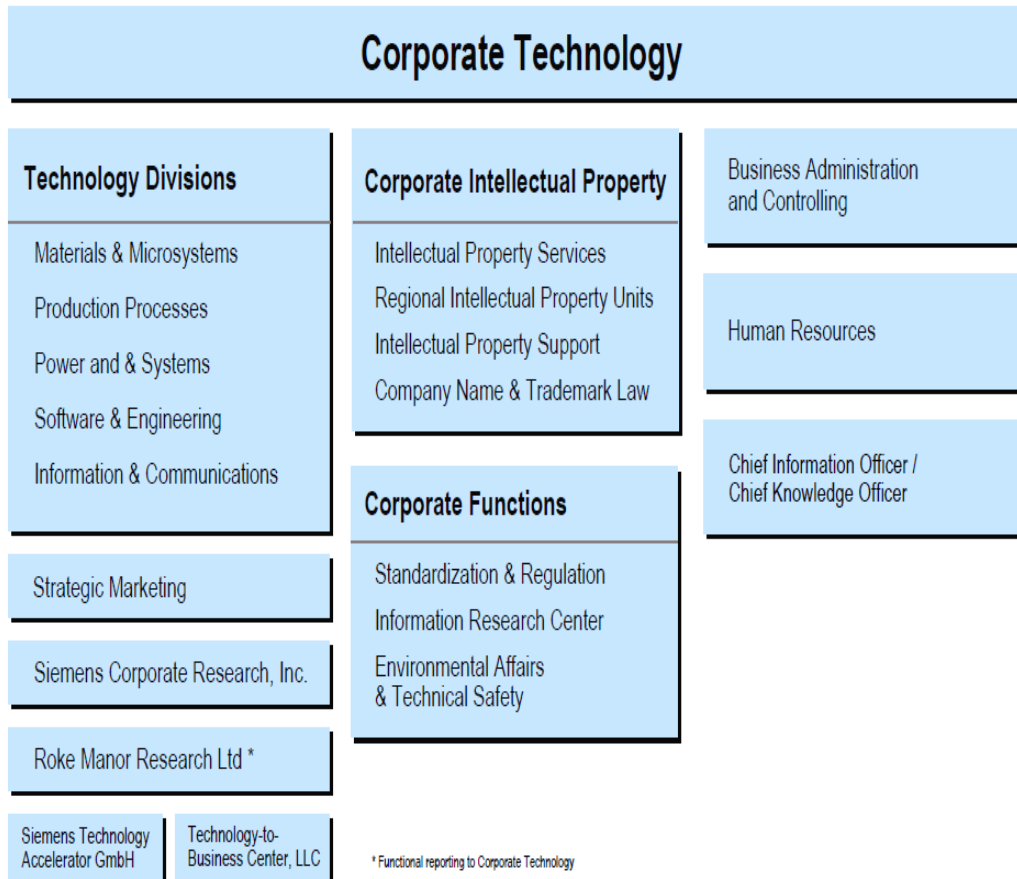 Corporate Technology
Technology Divisions
Materials & Microsystems
Production Processes
Power and & Systems
Software & Engineering
Information & Communications
Strategic Marketing
Siemens Corporate Research, Inc.
Roke Manor Research Ltd *
Siemens Technology
Accelerator GmbH
Technology-to-
Business Center, LLC
Corporate Intellectual Property
Intellectual Property Services
Regional Intellectual Property Units
Intellectual Property Support
Company Name & Trademark Law
Corporate Functions
Standardization & Regulation
Information Research Center
Environmental Affairs
& Technical Safety
Business Administration
and Controlling
Human Resources
Chief Information Officer /
Chief Knowledge Officer
* Functional reporting to Corporate Technology